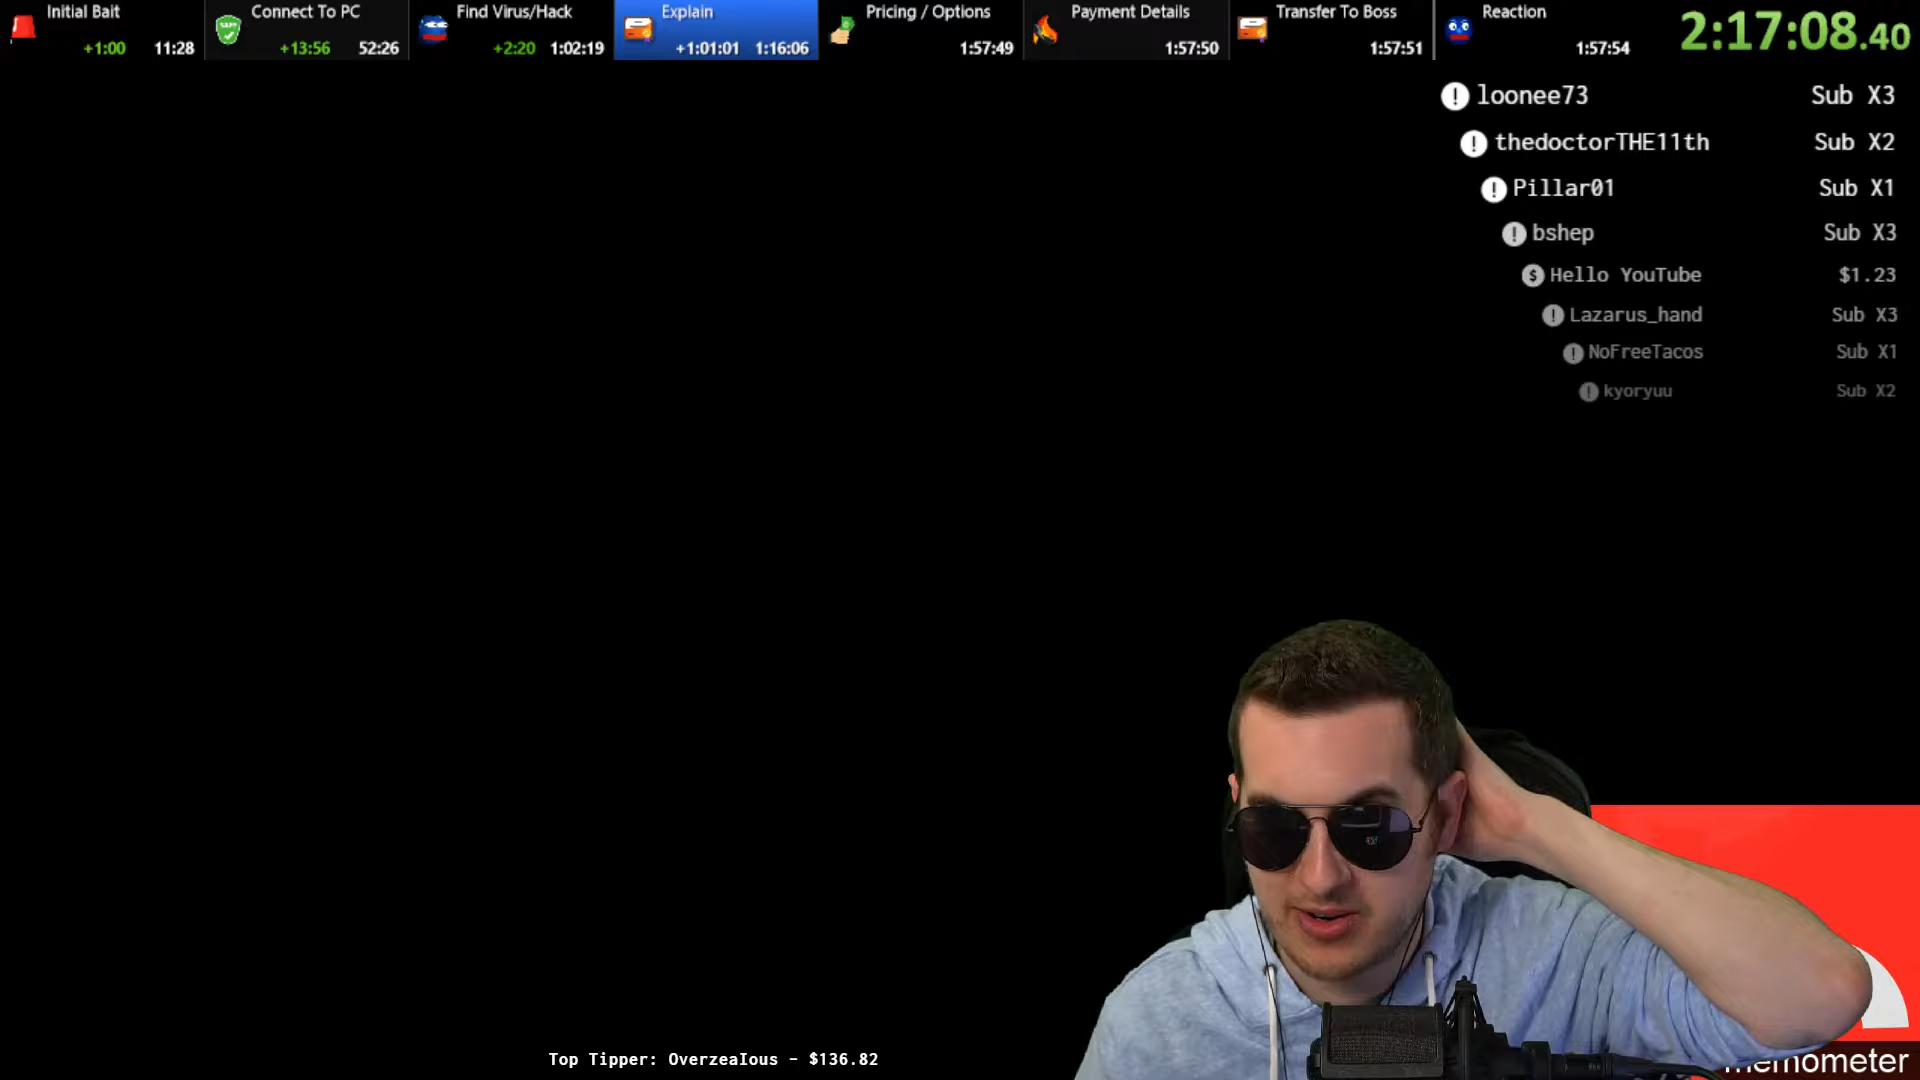 Initial Bait
+1:00 11:28
Connect To PC
+13:56 52:26
Find Virus/Hack
+2:20 1:02:19
Explain
+1:01:01 1:16:06
Pricing / Options
1:57:49
Payment Details
1:57:50
Transfer To Boss
1:57:51
Reaction
1:57:54
2:17:08.40
loonee73 Sub X3
thedoctorTHE11th Sub X2
Pillar01 Sub X1
bshep Sub X3
Hello YouTube $1.23
Lazarus_hand Sub X3
NoFreeTacos Sub X1
kyoryuu Sub X2
Top Tipper: Overzealous - $136.82